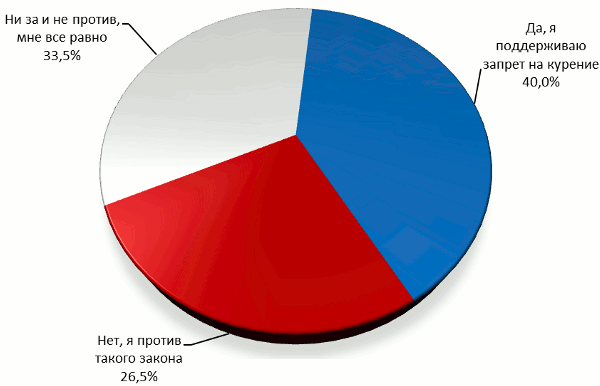 Ни за и не против,
мне все равно
33,5%
Да, я
поддерживаю
запрет на курение
40,0%
Нет, я против
такого закона
26,5%